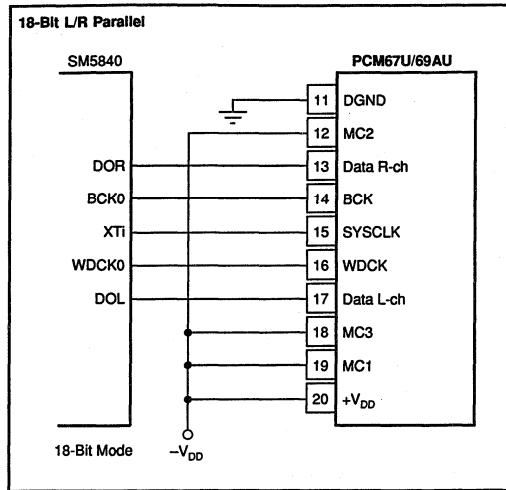 18-Bit L/R Parallel
SM5840
PCM67U/69AU
11 DGND
12 MC2
DOR 13 Data R-ch
BCK0 14 BCK
XTi 15 SYSCLK
WDCK0 16 WDCK
DOL 17 Data L-ch
18 MC3
19 MC1
20 +VDD
18-Bit Mode
–VDD